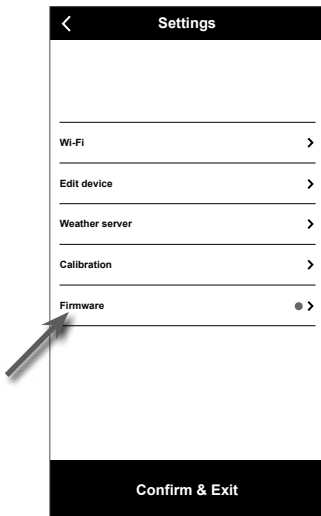 Settings
Wi-Fi
Edit device
Weather server
Calibration
Firmware
Confirm & Exit